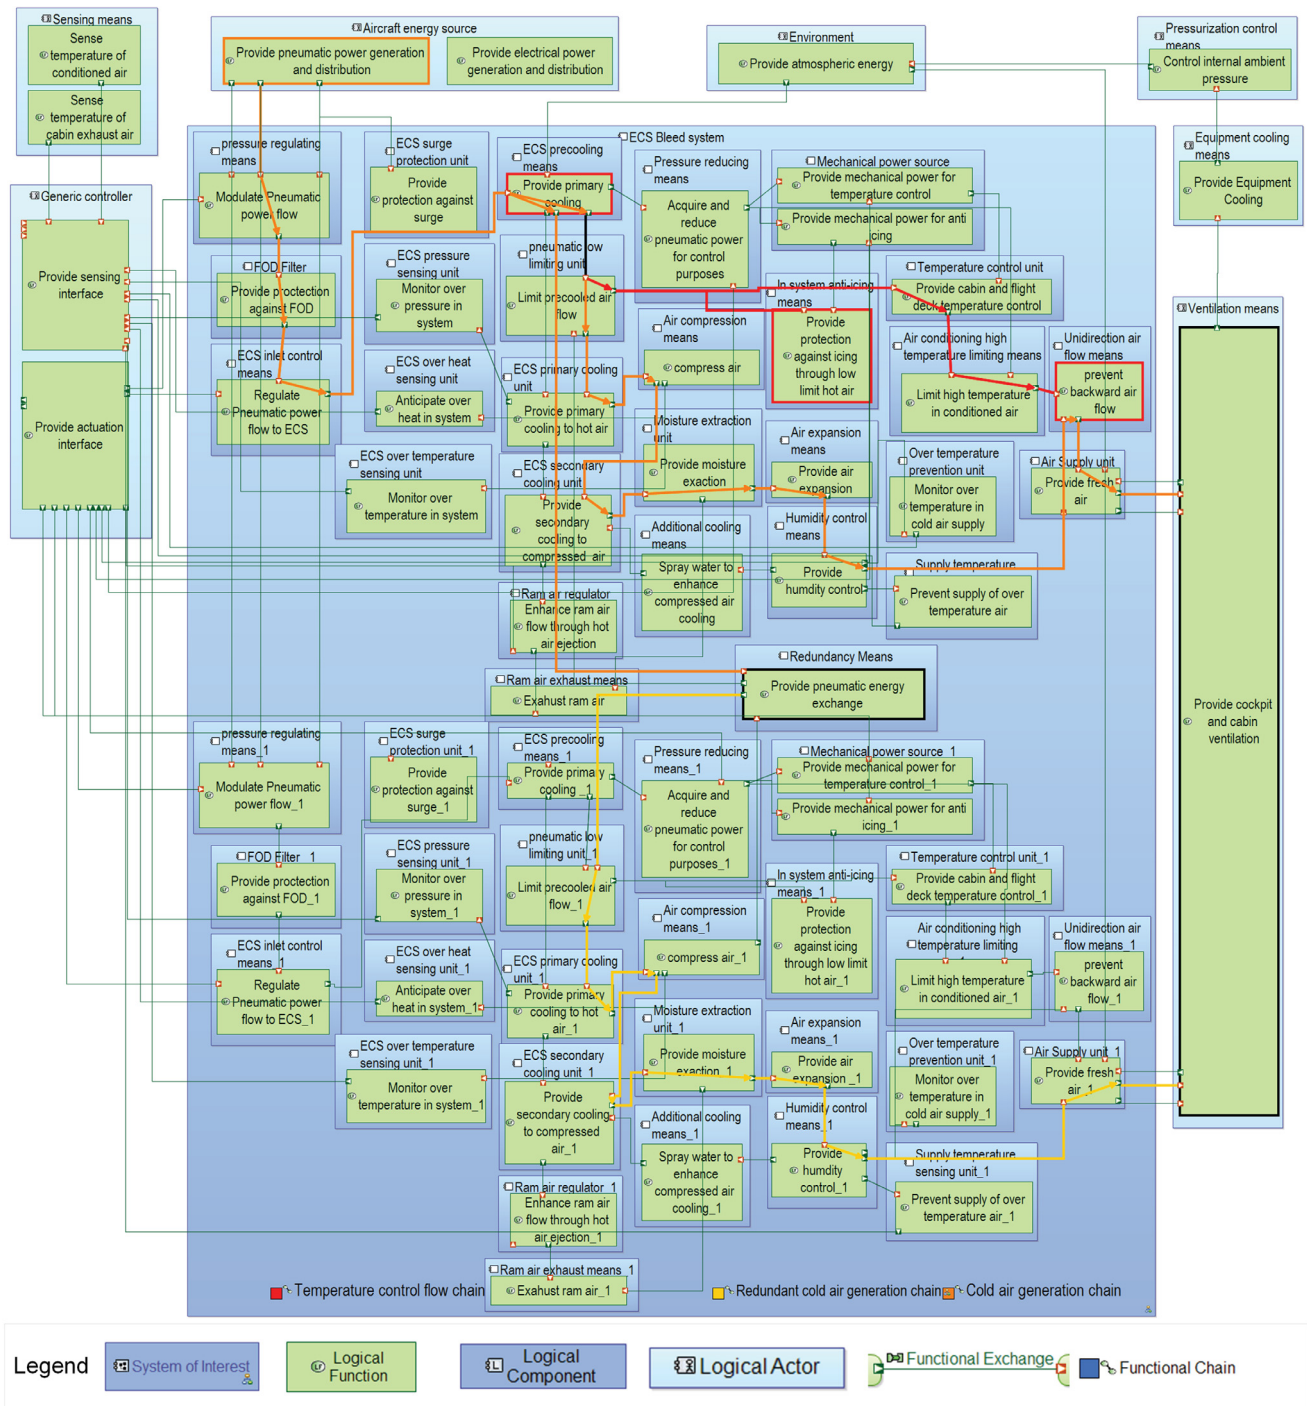 Sensing means
Sense
temperature of
conditioned air
Sense
temperature of
cabin exhaust air
Aircraft energy source
Provide pneumatic power generation
and distribution
Provide electrical power
generation and distribution
Environment
Provide atmospheric energy
Pressurization control
means
Control internal ambient
pressure
Equipment cooling
means
Provide Equipment
Cooling
Ventilation means
Provide cockpit
and cabin
ventilation
Generic controller
Provide sensing
interface
Provide actuation
interface
ECS Bleed system
pressure regulating
means
Modulate Pneumatic
power flow
FOD Filter
Provide proctection
against FOD
ECS inlet control
means
Regulate
Pneumatic power
flow to ECS
ECS surge
protection unit
Provide
protection against
surge
ECS pressure
sensing unit
Monitor over
pressure in
system
ECS over heat
sensing unit
Anticipate over
heat in system
ECS over temperature
sensing unit
Monitor over
temperature in system
ECS precooling
means
Provide primary
cooling
pneumatic low
limiting unit
Limit precooled air
flow
ECS primary cooling
unit
Provide primary
cooling to hot air
ECS secondary
cooling unit
Provide
secondary
cooling to
compressed air
Ram air regulator
Enhance ram air
flow through hot
air ejection
Ram air exhaust means
Exahust ram air
Pressure reducing
means
Acquire and
reduce
pneumatic power
for control
purposes
Air compression
means
compress air
Moisture extraction
unit
Provide moisture
exaction
Additional cooling
means
Spray water to
enhance
compressed air
cooling
Mechanical power source
Provide mechanical power for
temperature control
Provide mechanical power for anti
icing
In system anti-icing
means
Provide
protection
against icing
through low
limit hot air
Air expansion
means
Provide air
expansion
Humidity control
means
Provide
humdity control
Temperature control unit
Provide cabin and flight
deck temperature control
Air conditioning high
temperature limiting means
Limit high temperature
in conditioned air
Unidirection air
flow means
prevent
backward air
flow
Over temperature
prevention unit
Monitor over
temperature in
cold air supply
Air Supply unit
Provide fresh
air
Supply temperature
Prevent supply of over
temperature air
Redundancy Means
Provide pneumatic energy
exchange
pressure regulating
means_1
Modulate Pneumatic
power flow_1
FOD Filter_1
Provide proctection
against FOD_1
ECS inlet control
means_1
Regulate
Pneumatic power
flow to ECS_1
ECS surge
protection unit_1
Provide
protection against
surge_1
ECS pressure
sensing unit_1
Monitor over
pressure in
system_1
ECS over heat
sensing unit_1
Anticipate over
heat in system_1
ECS over temperature
sensing unit_1
Monitor over
temperature in system_1
ECS precooling
means_1
Provide primary
cooling _1
pneumatic low
limiting unit_1
Limit precooled air
flow_1
ECS primary cooling
unit_1
Provide primary
cooling to hot
air_1
ECS secondary
cooling unit_1
Provide
secondary cooling
to compressed
air_1
Ram air regulator_1
Enhance ram air
flow through hot
air ejection_1
Ram air exhaust means_1
Exahust ram air_1
Pressure reducing
means_1
Acquire and
reduce
pneumatic power
for control
purposes_1
Air compression
means_1
compress air_1
Moisture extraction
unit_1
Provide moisture
exaction_1
Additional cooling
means_1
Spray water to
enhance
compressed air
cooling_1
Mechanical power source_1
Provide mechanical power for
temperature control_1
Provide mechanical power for anti
icing_1
In system anti-icing
means_1
Provide
protection
against icing
through low limit
hot air_1
Air expansion
means_1
Provide air
expansion _1
Humidity control
means_1
Provide
humdity
control_1
Temperature control unit_1
Provide cabin and flight
deck temperature control_1
Air conditioning high
temperature limiting
Limit high temperature
in conditioned air_1
Unidirection air
flow means_1
prevent
backward air
flow_1
Over temperature
prevention unit_1
Monitor over
temperature in
cold air supply_1
Air Supply unit_1
Provide fresh
air_1
Supply temperature
sensing unit_1
Prevent supply of over
temperature air_1
Temperature control flow chain
Redundant cold air generation chain
Cold air generation chain
Legend
System of Interest
Logical
Function
Logical
Component
Logical Actor
Functional Exchange
Functional Chain